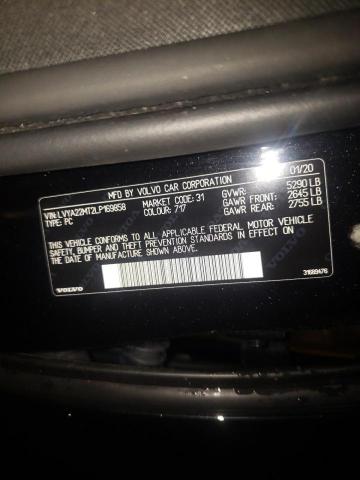 MFD BY VOLVO CAR CORPORATION 01/20
VIN: LVYA22MT2LP169858 MARKET CODE: 31 GVWR: 5290 LB
TYPE: PC COLOUR: 717 GAWR FRONT: 2645 LB
GAWR REAR: 2755 LB
THIS VEHICLE CONFORMS TO ALL APPLICABLE FEDERAL MOTOR VEHICLE
SAFETY, BUMPER AND THEFT PREVENTION STANDARDS IN EFFECT ON
THE DATE OF MANUFACTURE SHOWN ABOVE.
VOLVO 31689476